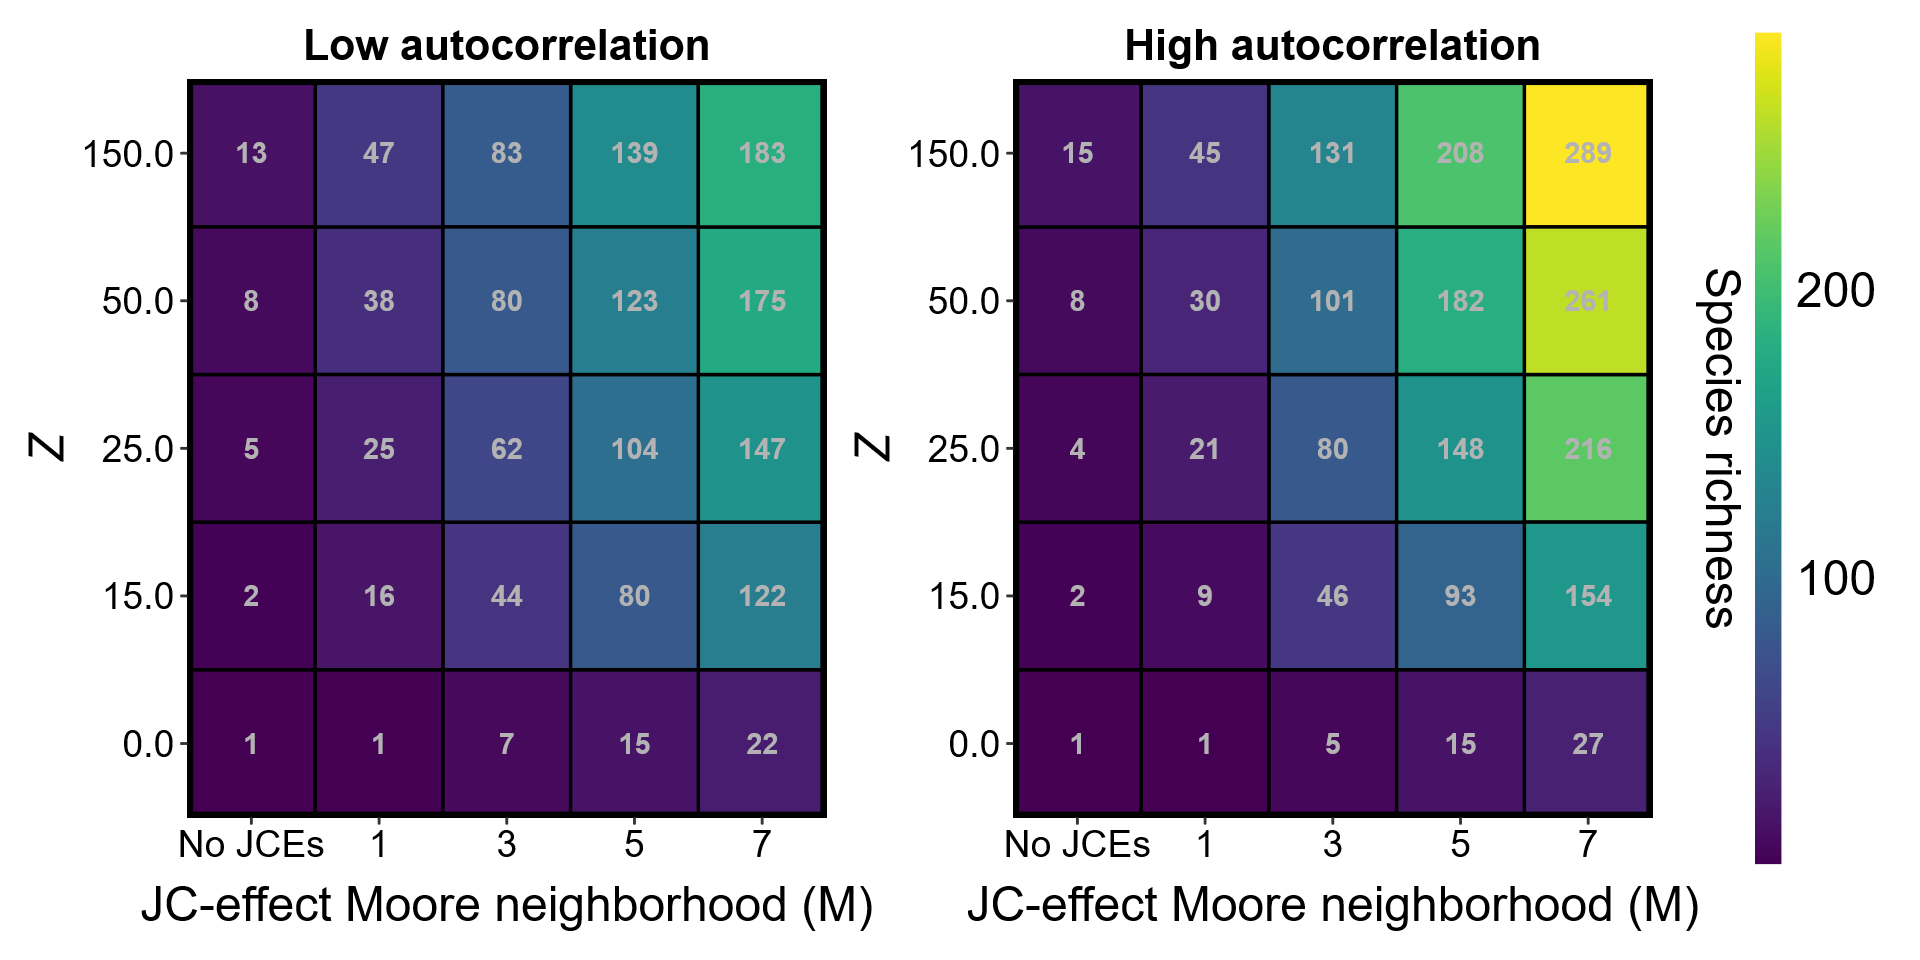 Low autocorrelation
High autocorrelation
150.0 13 47 83 139 183
50.0 8 38 80 123 175
25.0 5 25 62 104 147
15.0 2 16 44 80 122
0.0 1 1 7 15 22
No JCEs 1 3 5 7
JC-effect Moore neighborhood (M)
Z
150.0 15 45 131 208 289
50.0 8 30 101 182 261
25.0 4 21 80 148 216
15.0 2 9 46 93 154
0.0 1 1 5 15 27
No JCEs 1 3 5 7
JC-effect Moore neighborhood (M)
Z
Species richness
200
100